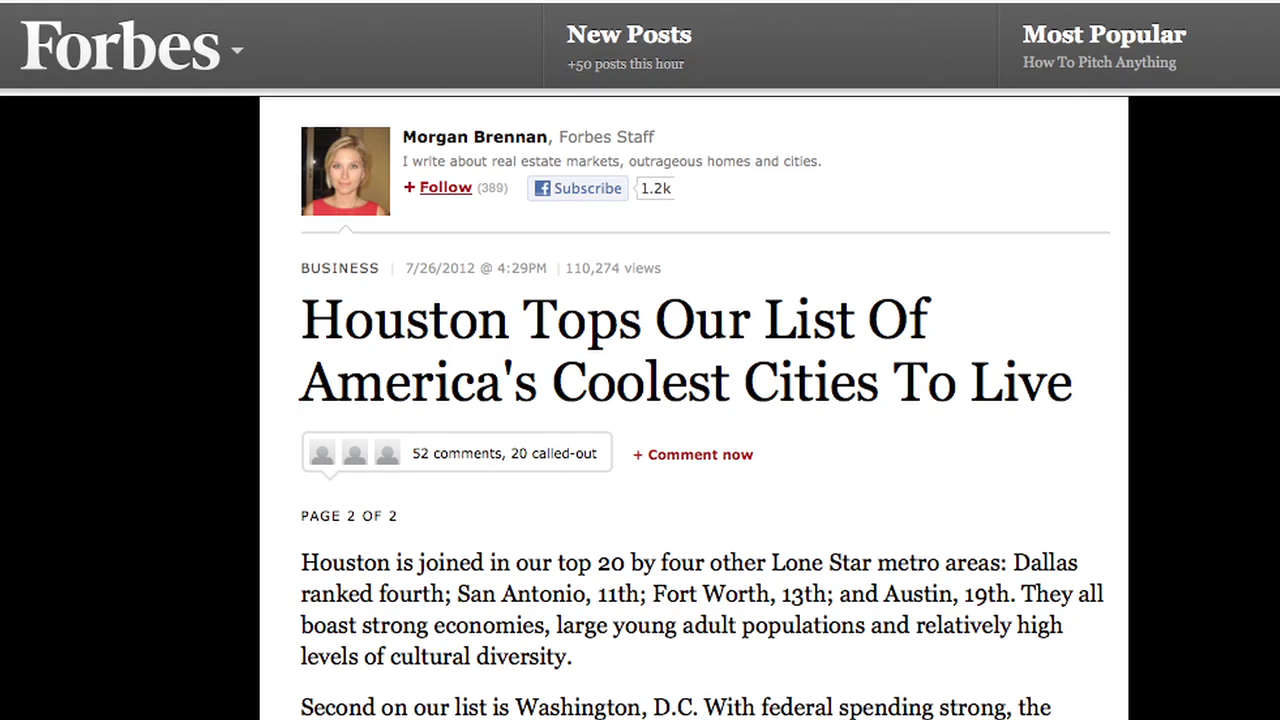 Forbes
New Posts
+50 posts this hour
Most Popular
How To Pitch Anything
Morgan Brennan, Forbes Staff
I write about real estate markets, outrageous homes and cities.
+ Follow (389) Subscribe 1.2k
BUSINESS | 7/26/2012 @ 4:29PM | 110,274 views
Houston Tops Our List Of
America's Coolest Cities To Live
52 comments, 20 called-out + Comment now
PAGE 2 OF 2
Houston is joined in our top 20 by four other Lone Star metro areas: Dallas
ranked fourth; San Antonio, 11th; Fort Worth, 13th; and Austin, 19th. They all
boast strong economies, large young adult populations and relatively high
levels of cultural diversity.
Second on our list is Washington, D.C. With federal spending strong, the